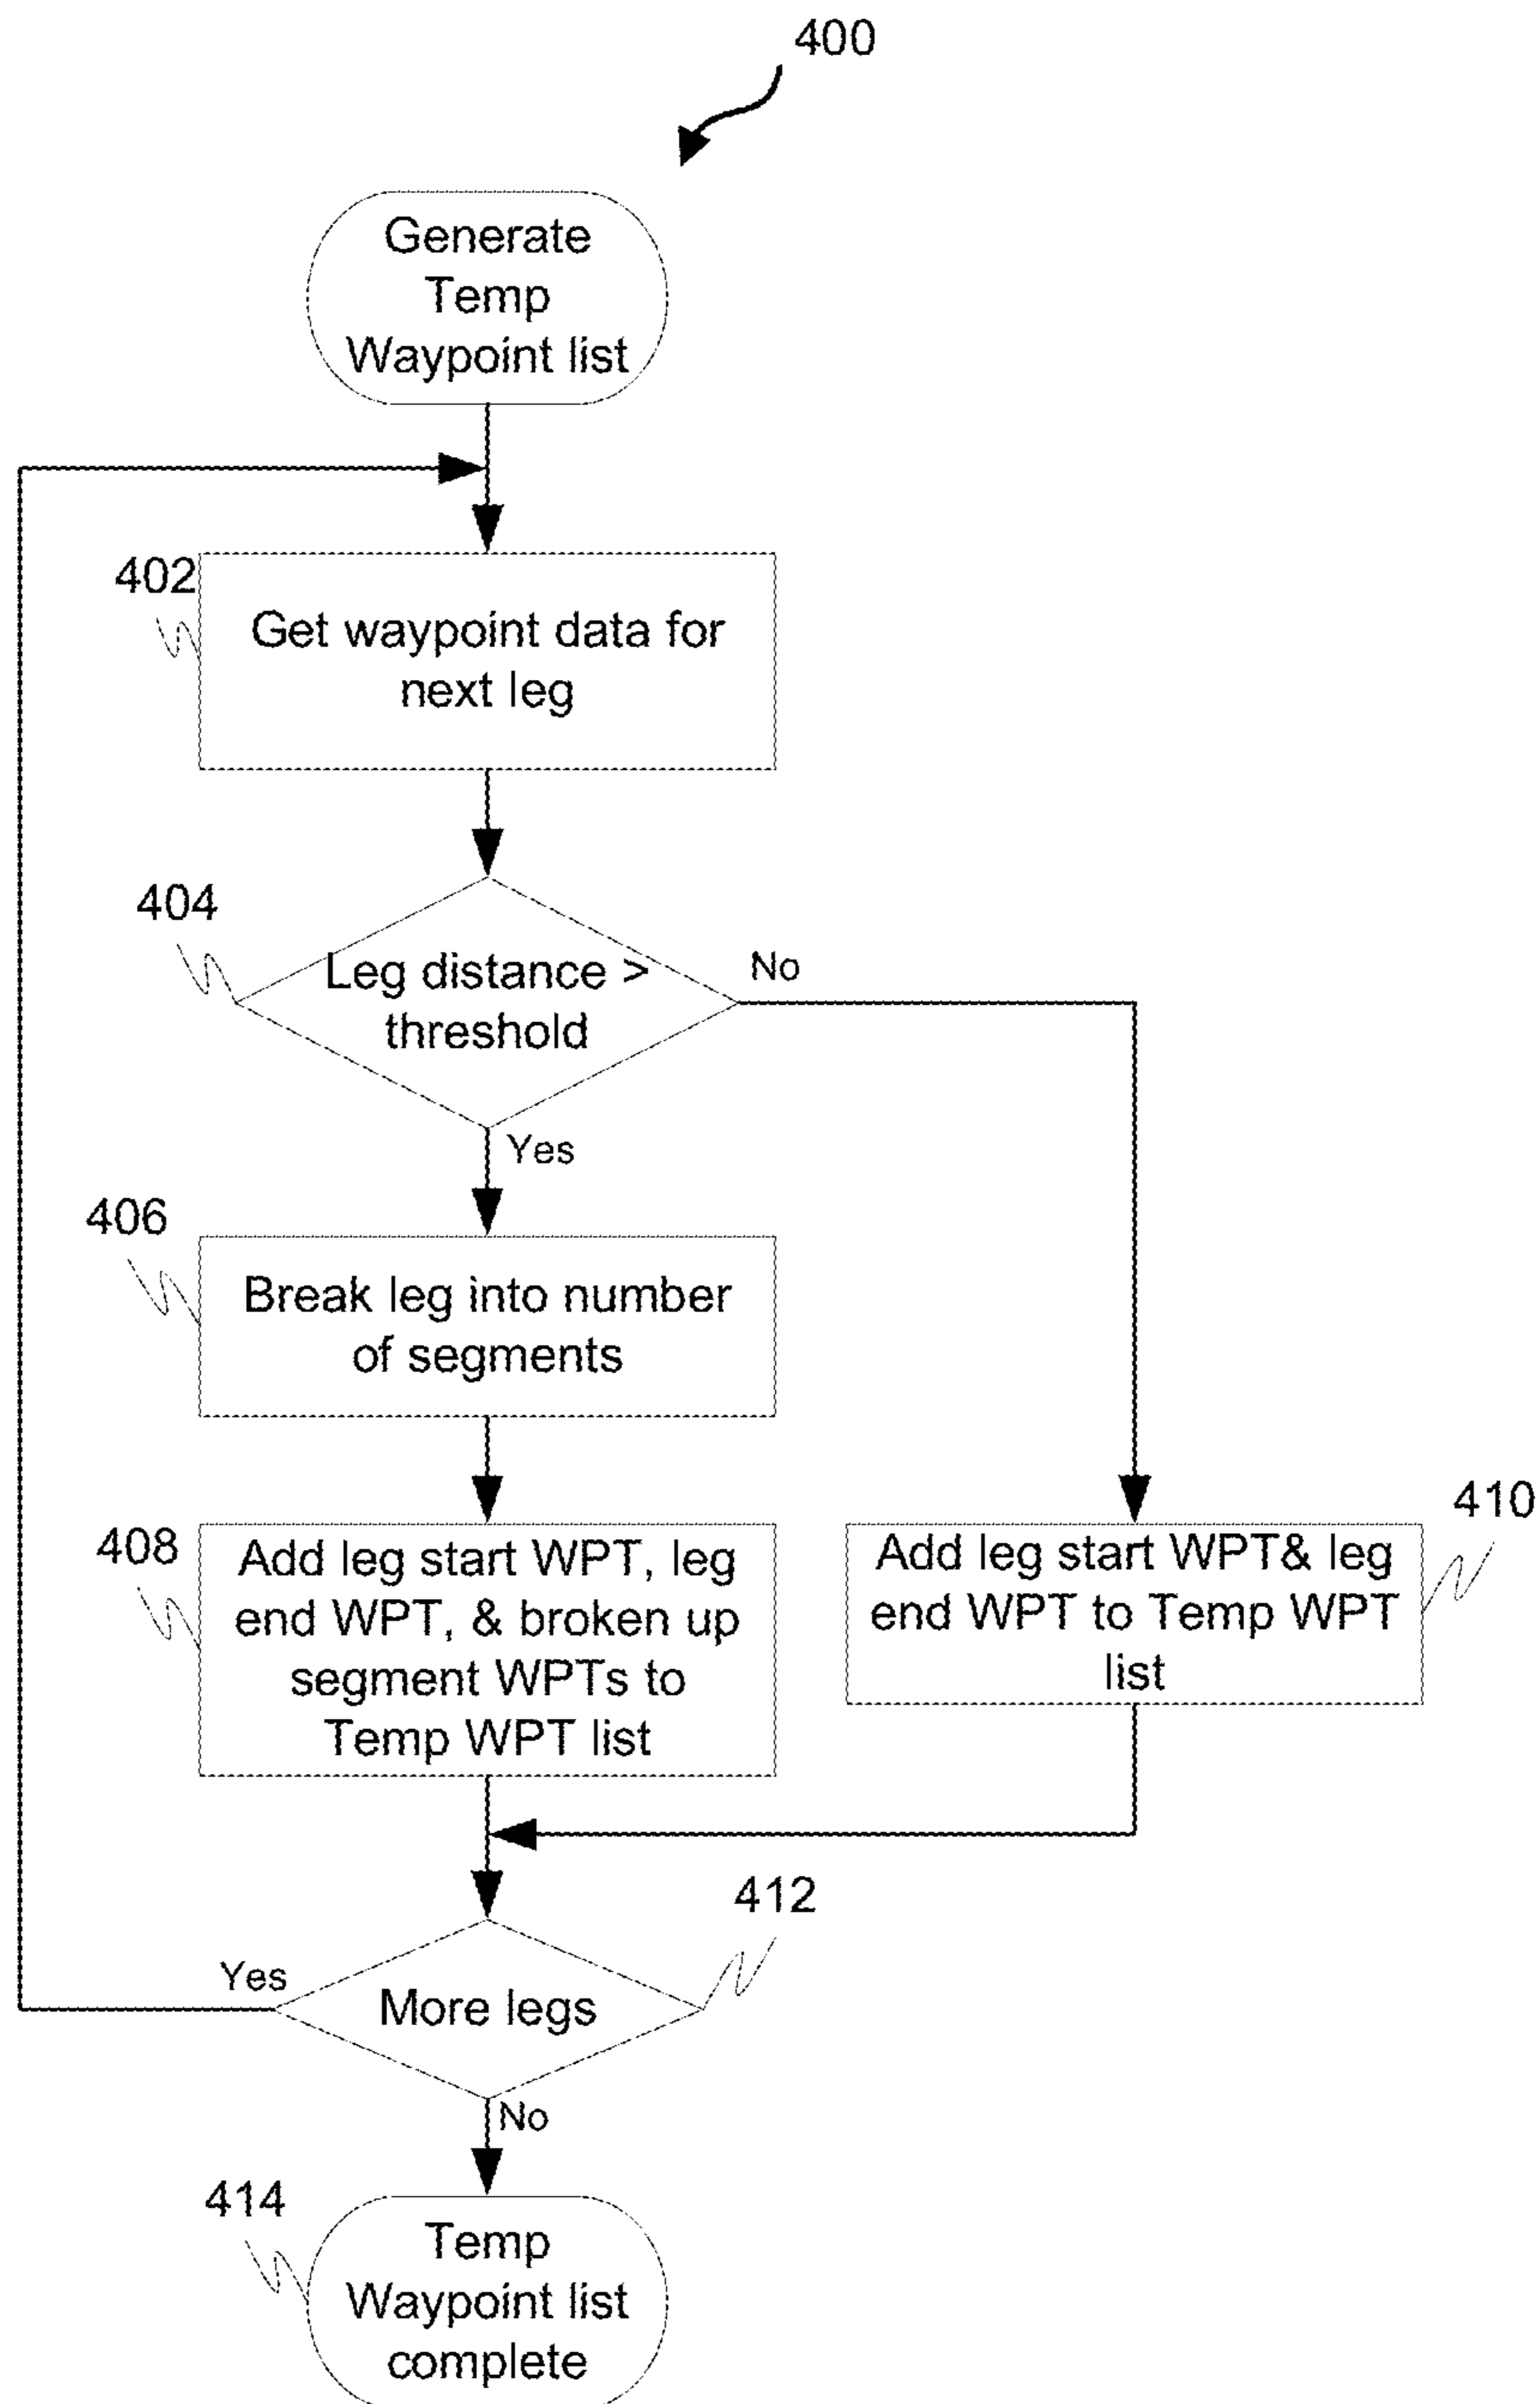 400
Generate
Temp
Waypoint list
402
Get waypoint data for
next leg
404
Leg distance >
threshold
No
Yes
406
Break leg into number
of segments
408
Add leg start WPT, leg
end WPT, & broken up
segment WPTs to
Temp WPT list
410
Add leg start WPT& leg
end WPT to Temp WPT
list
412
Yes
More legs
No
414
Temp
Waypoint list
complete